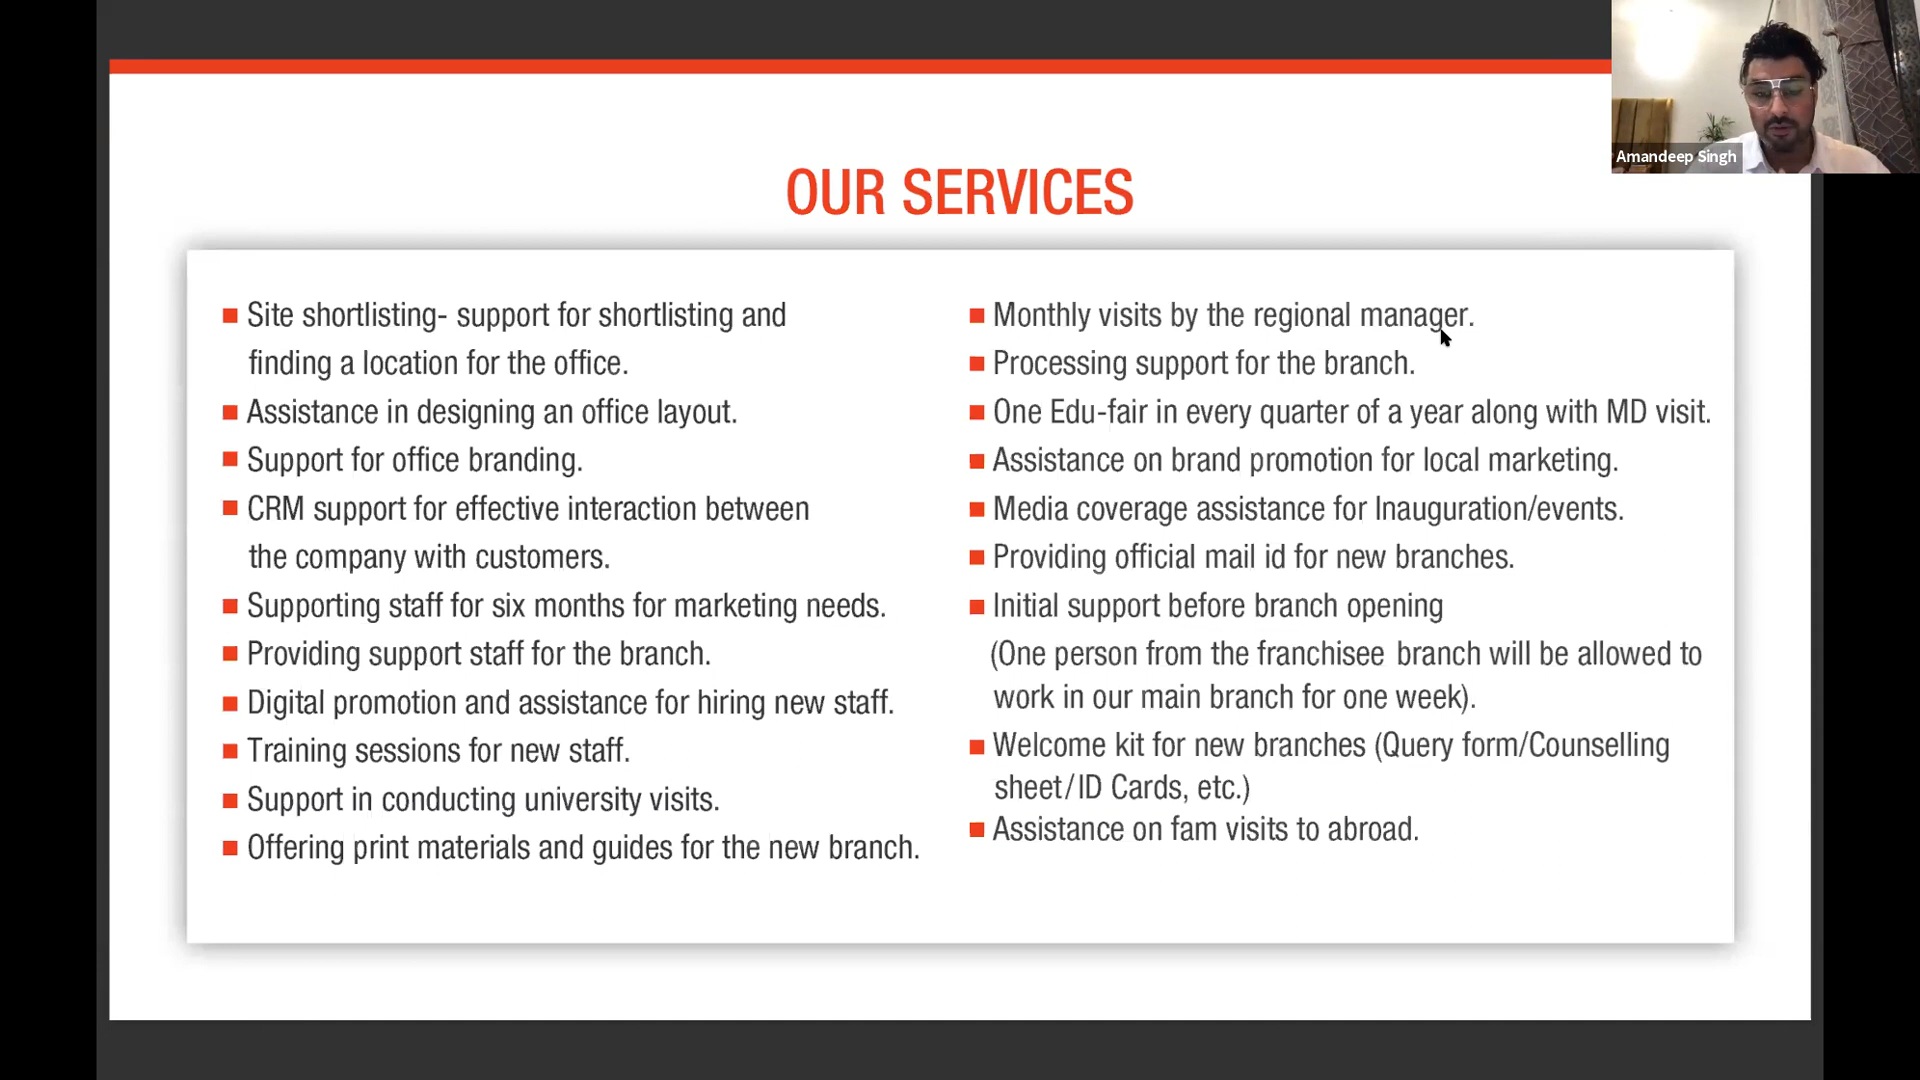 Amandeep Singh
OUR SERVICES
Site shortlisting- support for shortlisting and
finding a location for the office.
Assistance in designing an office layout.
Support for office branding.
CRM support for effective interaction between
the company with customers.
Supporting staff for six months for marketing needs.
Providing support staff for the branch.
Digital promotion and assistance for hiring new staff.
Training sessions for new staff.
Support in conducting university visits.
Offering print materials and guides for the new branch.
Monthly visits by the regional manager.
Processing support for the branch.
One Edu-fair in every quarter of a year along with MD visit.
Assistance on brand promotion for local marketing.
Media coverage assistance for Inauguration/events.
Providing official mail id for new branches.
Initial support before branch opening
(One person from the franchisee branch will be allowed to
work in our main branch for one week).
Welcome kit for new branches (Query form/Counselling
sheet/ID Cards, etc.)
Assistance on fam visits to abroad.